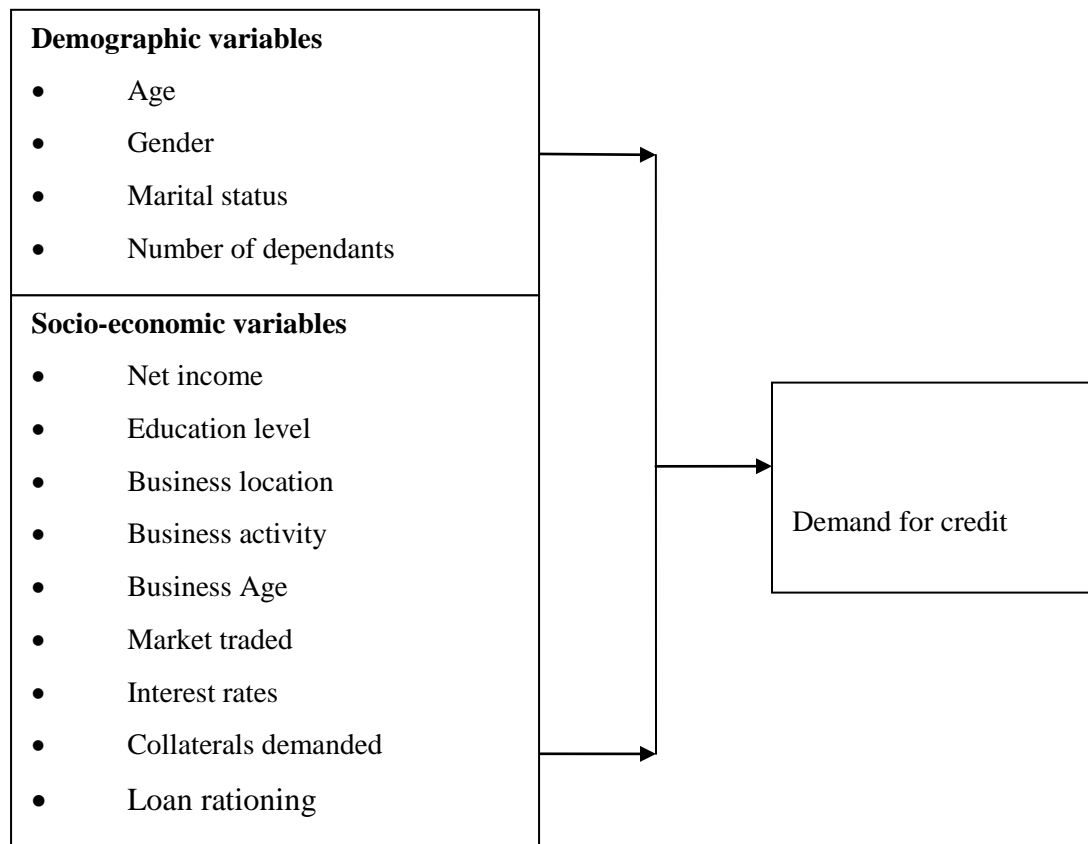 Demographic variables
• Age
• Gender
• Marital status
• Number of dependants
Socio-economic variables
• Net income
• Education level
• Business location
• Business activity
• Business Age
• Market traded
• Interest rates
• Collaterals demanded
• Loan rationing
Demand for credit